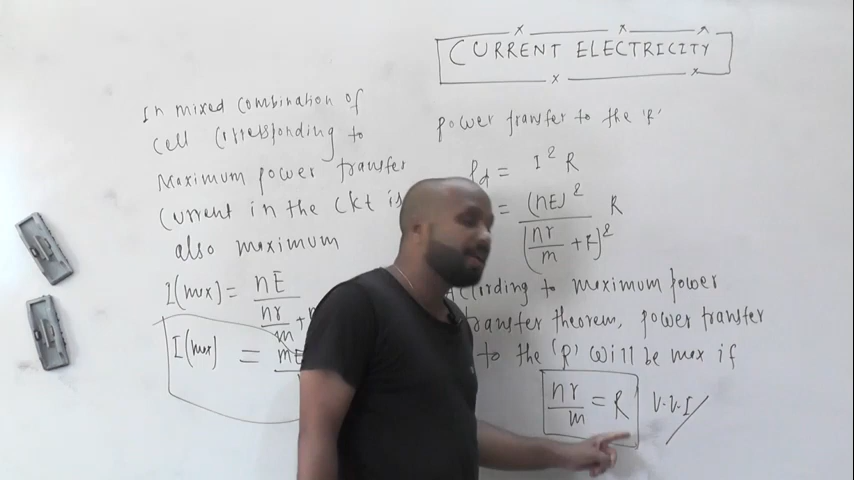 CURRENT ELECTRICITY
In mixed combination of
cell corresponding to
Maximum power transfer
current in the ckt is
also maximum
I(max) = nE
nr/m +
I(max) = mE
power transfer to the 'R'
Pd = I² R
= (nE)² / (nr/m + R)² R
According to maximum power
transfer theorem, power transfer
to the 'R' will be max if
nr/m = R V.V.I